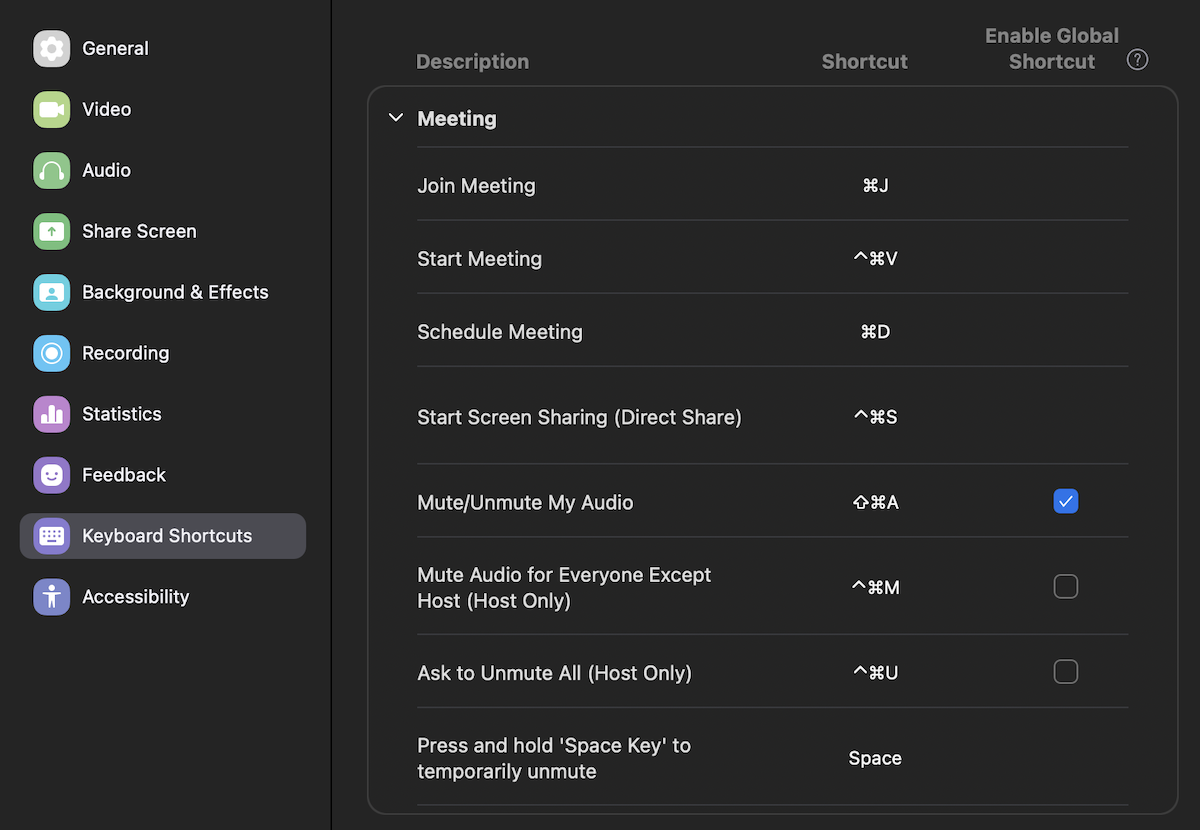 General
Video
Audio
Share Screen
Background & Effects
Recording
Statistics
Feedback
Keyboard Shortcuts
Accessibility
Description Shortcut Enable Global
Shortcut ?
Meeting
Join Meeting ⌘J
Start Meeting ^⌘V
Schedule Meeting ⌘D
Start Screen Sharing (Direct Share) ^⌘S
Mute/Unmute My Audio ⇧⌘A
Mute Audio for Everyone Except
Host (Host Only) ^⌘M
Ask to Unmute All (Host Only) ^⌘U
Press and hold 'Space Key' to
temporarily unmute Space